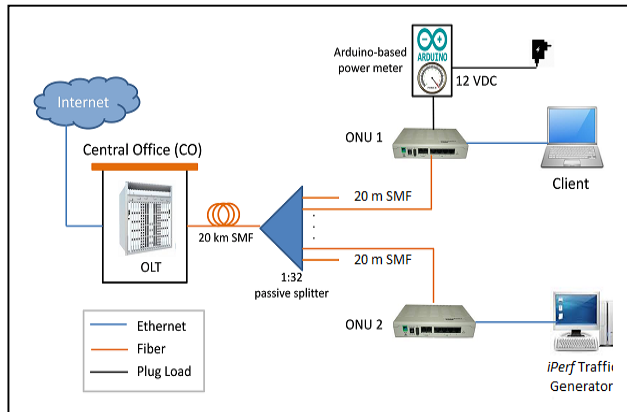 Internet
Central Office (CO)
OLT
20 km SMF
1:32
passive splitter
20 m SMF
20 m SMF
Arduino-based
power meter
ARDUINO
12 VDC
ONU 1
Client
ONU 2
iPerf Traffic
Generator
Ethernet
Fiber
Plug Load